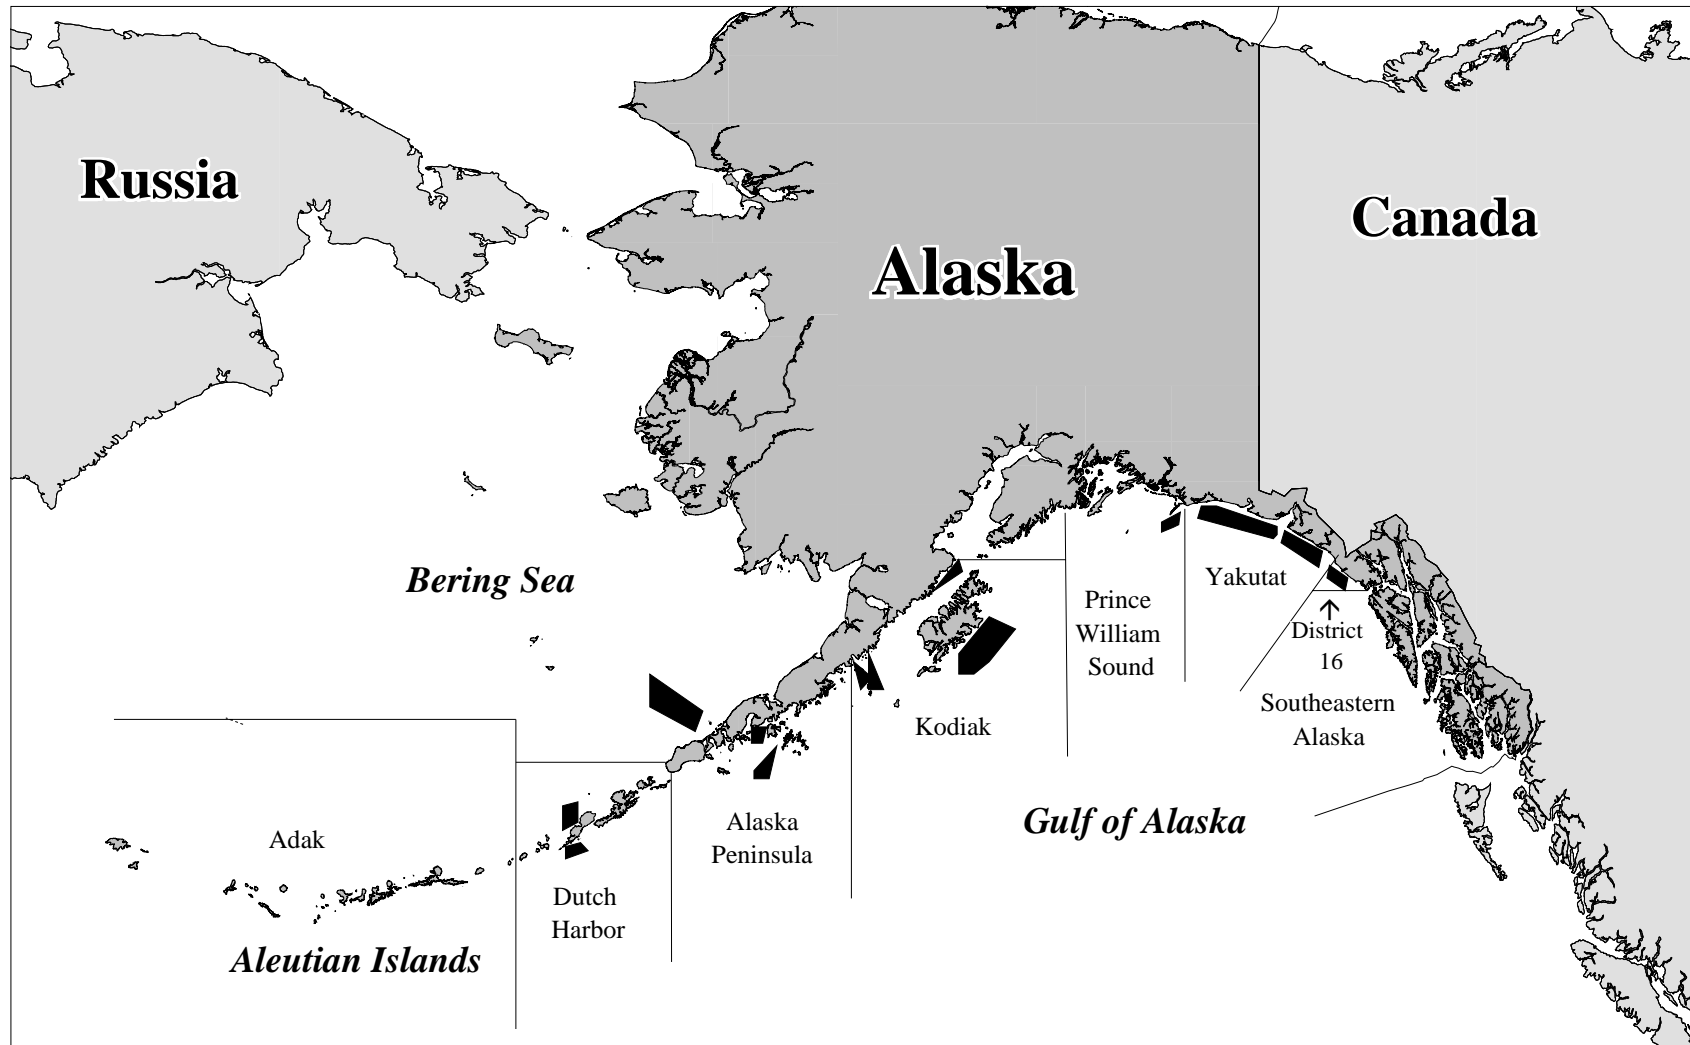 Russia
Canada
Alaska
Bering Sea
Yakutat
Prince
William
Sound
District
16
Southeastern
Alaska
Kodiak
Gulf of Alaska
Alaska
Peninsula
Adak
Dutch
Harbor
Aleutian Islands